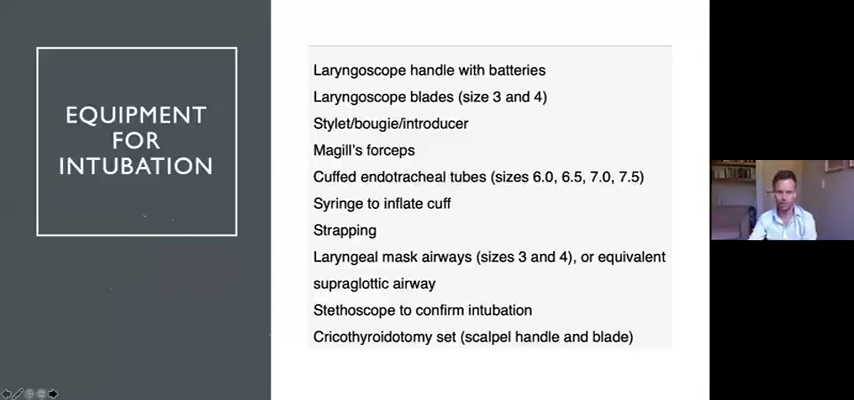 EQUIPMENT
FOR
INTUBATION
Laryngoscope handle with batteries
Laryngoscope blades (size 3 and 4)
Stylet/bougie/introducer
Magill's forceps
Cuffed endotracheal tubes (sizes 6.0, 6.5, 7.0, 7.5)
Syringe to inflate cuff
Strapping
Laryngeal mask airways (sizes 3 and 4), or equivalent
supraglottic airway
Stethoscope to confirm intubation
Cricothyroidotomy set (scalpel handle and blade)